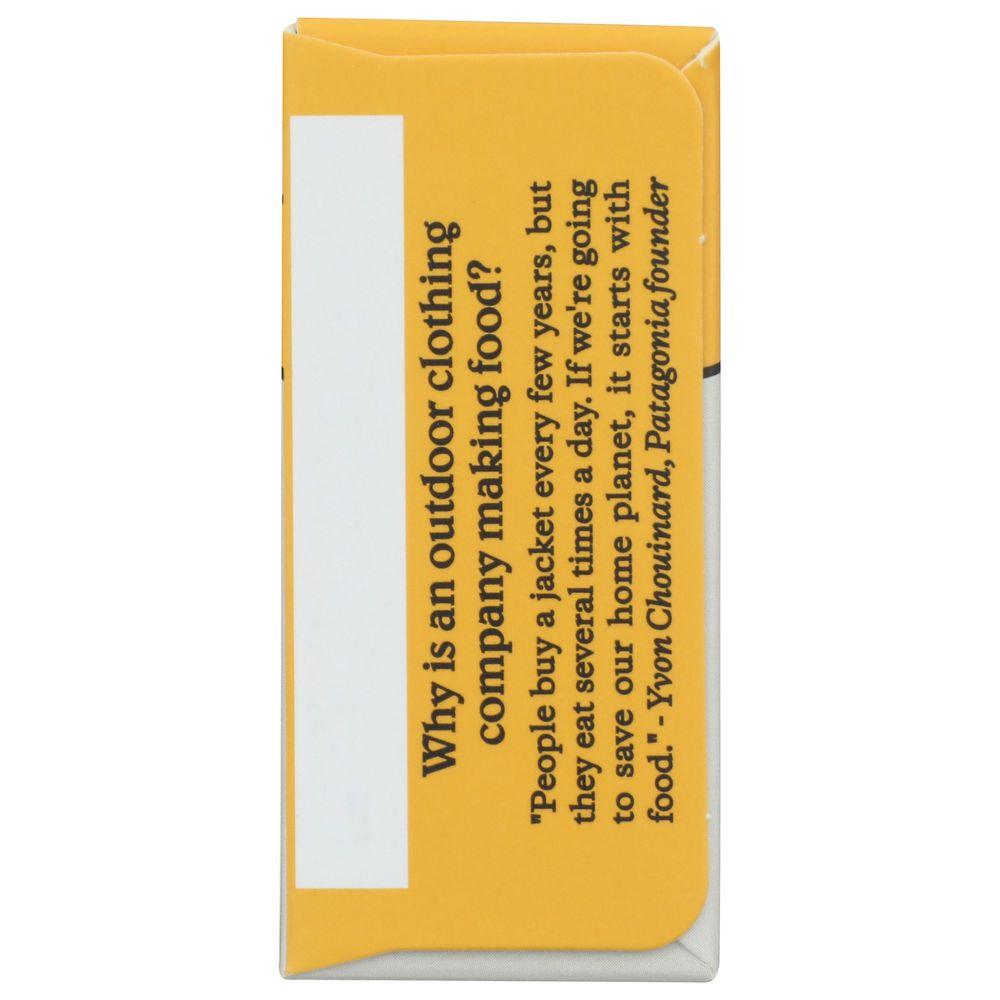 Why is an outdoor clothing
company making food?
"People buy a jacket every few years, but
they eat several times a day. If we're going
to save our home planet, it starts with
food." - Yvon Chouinard, Patagonia founder